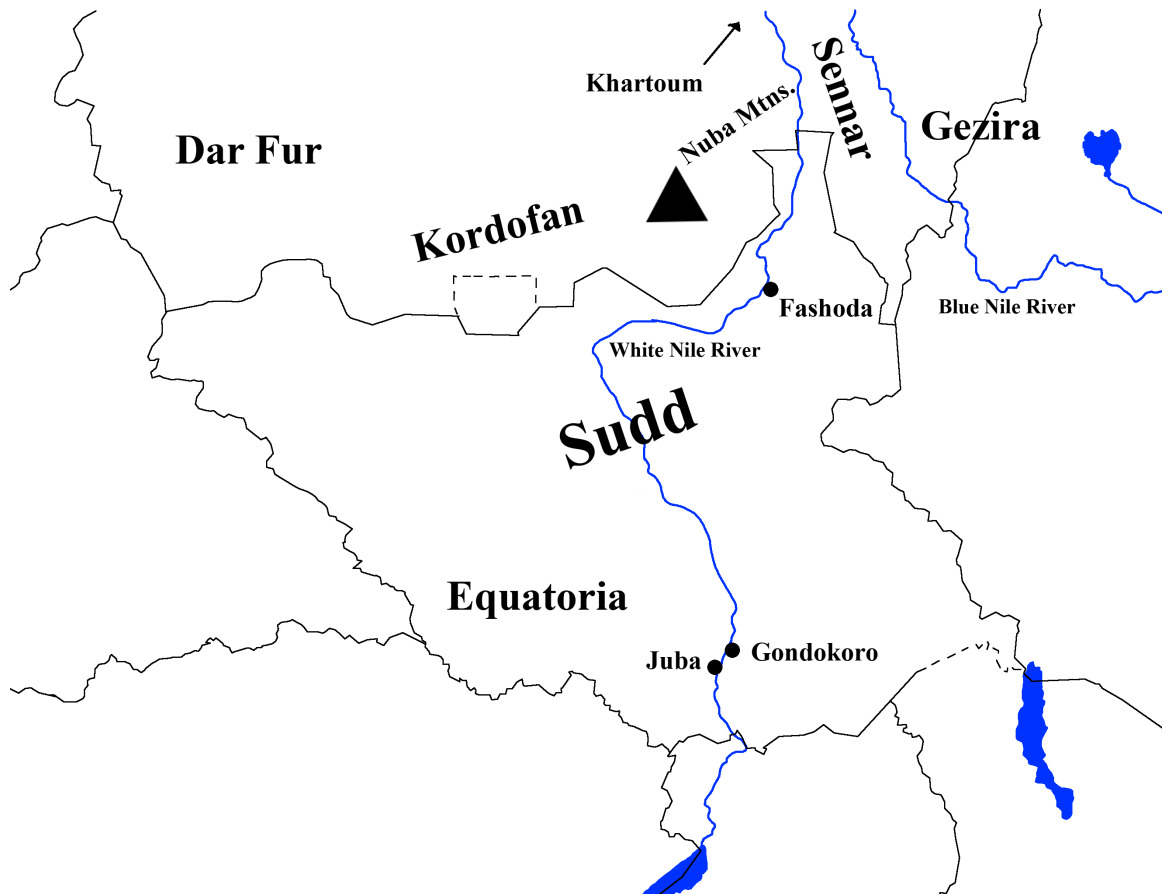 Khartoum
Sennar
Nuba Mtns.
Gezira
Dar Fur
Kordofan
Fashoda
Blue Nile River
White Nile River
Sudd
Equatoria
Gondokoro
Juba